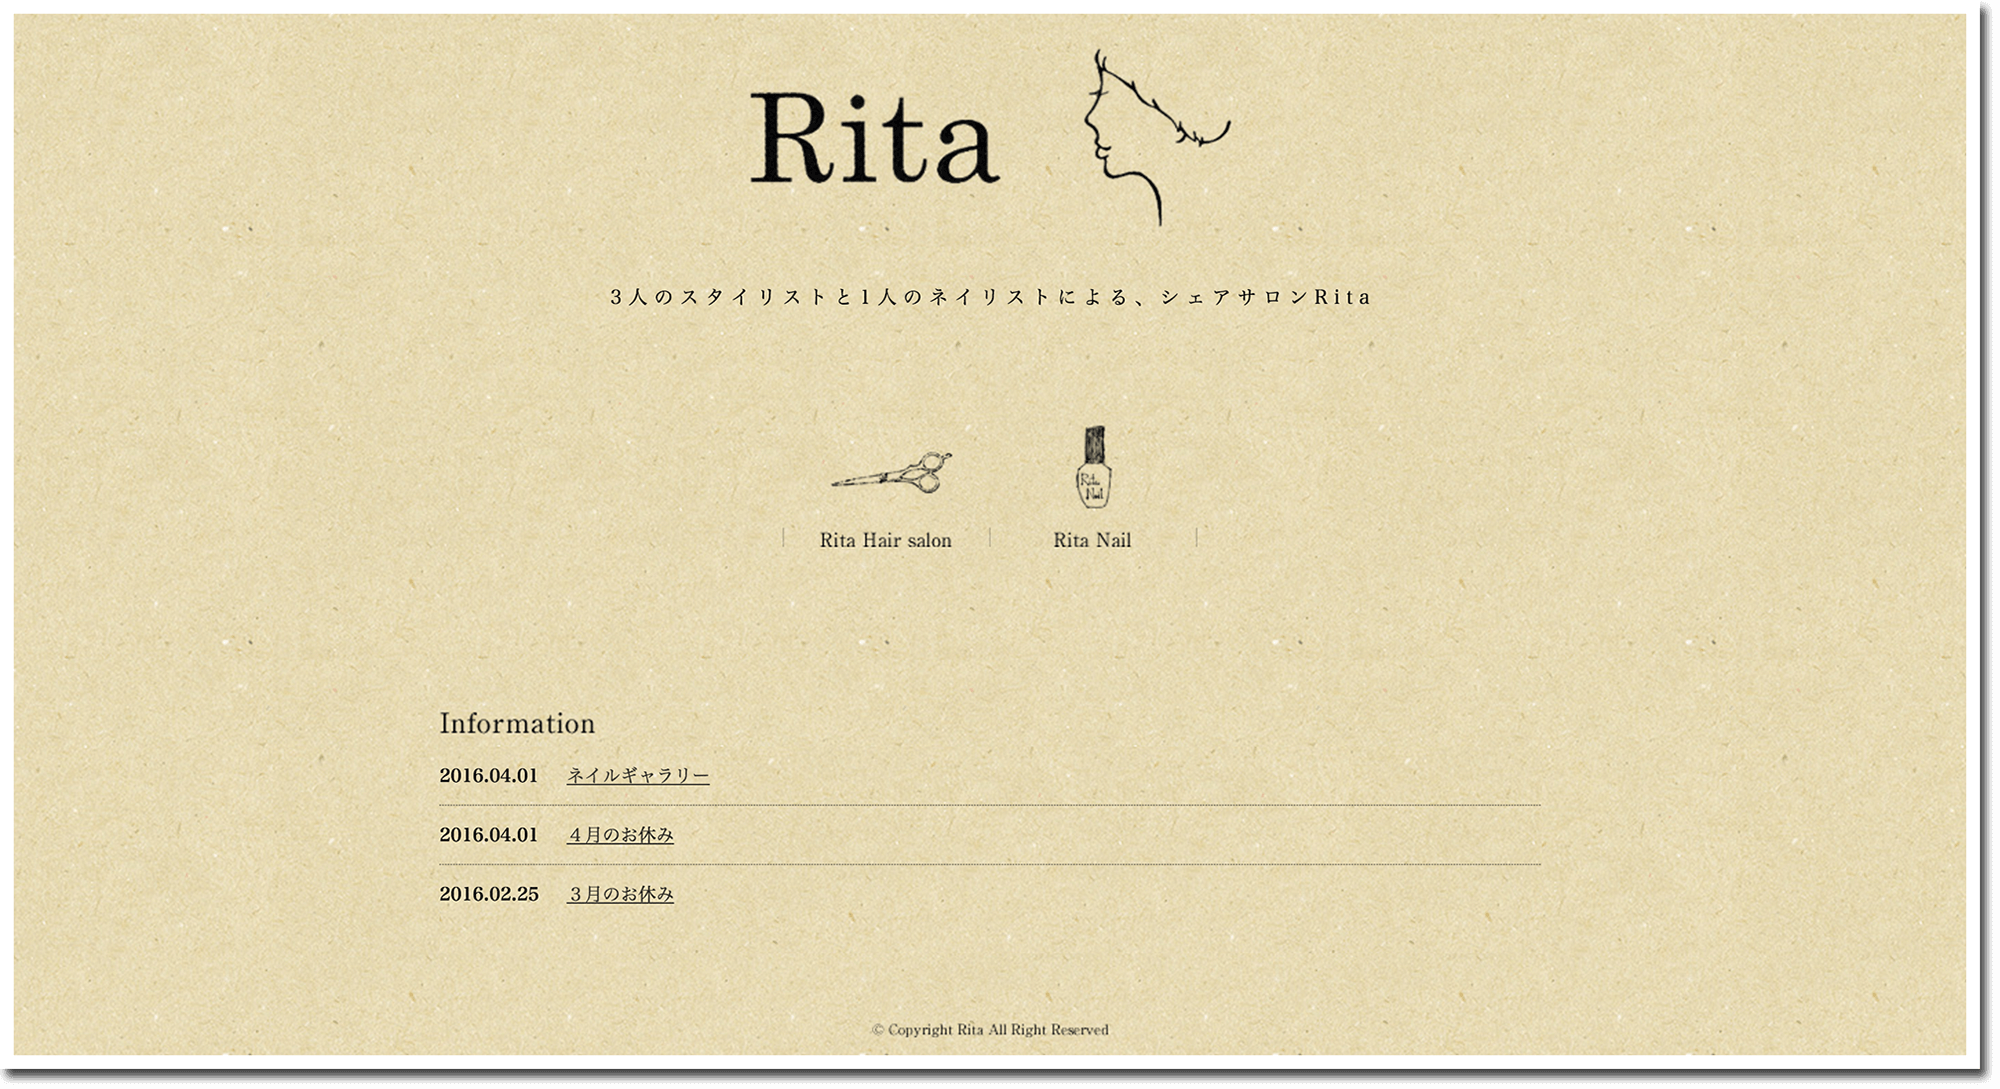 Rita
3人のスタイリストと1人のネイリストによる、シェアサロンRita
Rita Nail
Rita Hair salon
Rita Nail
Information
2016.04.01 ネイルギャラリー
2016.04.01 ４月のお休み
2016.02.25 ３月のお休み
© Copyright Rita All Right Reserved